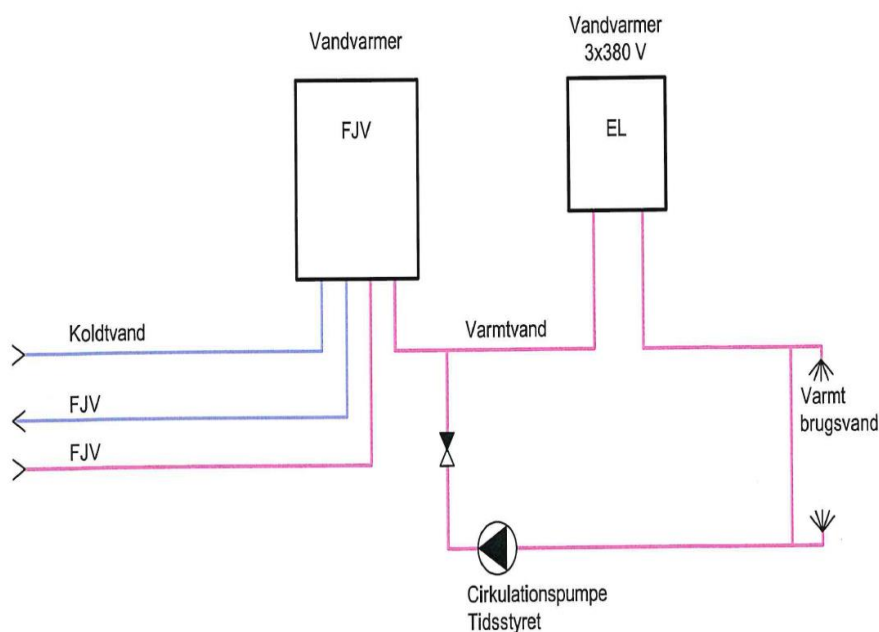 Vandvarmer
Vandvarmer
3x380 V
FJV
EL
Koldtvand
Varmtvand
FJV
FJV
Varmt
brugsvand
Cirkulationspumpe
Tidsstyret